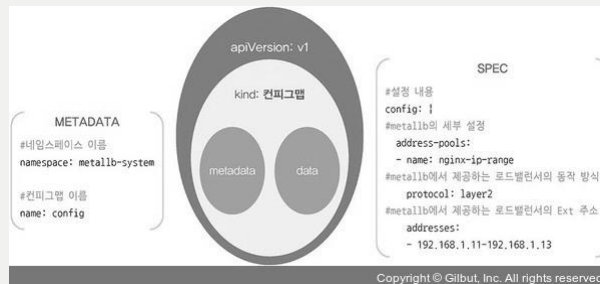 apiVersion: v1
kind: 컨피그맵
metadata
data
METADATA
#네임스페이스 이름
namespace: metallb-system
#컨피그맵 이름
name: config
SPEC
#설정 내용
config: |
#metallb의 세부 설정
address-pools:
- name: nginx-ip-range
#metallb에서 제공하는 로드밸런서의 동작 방식
protocol: layer2
#metallb에서 제공하는 로드밸런서의 Ext 주소
addresses:
- 192.168.1.11-192.168.1.13
Copyright © Gilbut, Inc. All rights reserved